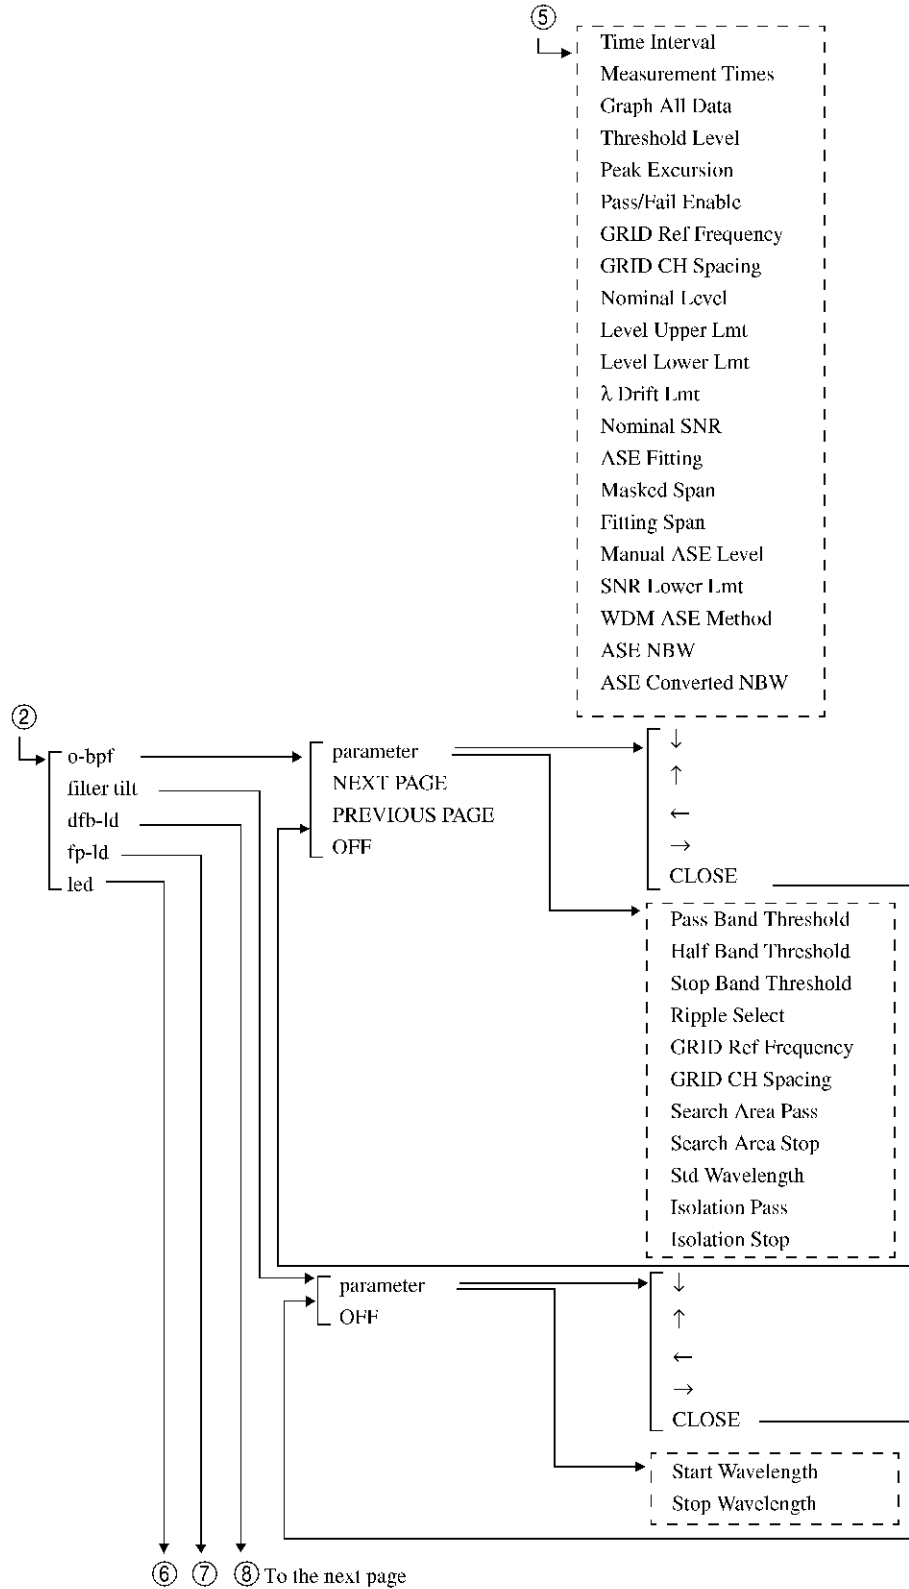 ⑤
Time Interval
Measurement Times
Graph All Data
Threshold Level
Peak Excursion
Pass/Fail Enable
GRID Ref Frequency
GRID CH Spacing
Nominal Level
Level Upper Lmt
Level Lower Lmt
λ Drift Lmt
Nominal SNR
ASE Fitting
Masked Span
Fitting Span
Manual ASE Level
SNR Lower Lmt
WDM ASE Method
ASE NBW
ASE Converted NBW
②
o-bpf
filter tilt
dfb-ld
fp-ld
led
parameter
NEXT PAGE
PREVIOUS PAGE
OFF
↓
↑
←
→
CLOSE
Pass Band Threshold
Half Band Threshold
Stop Band Threshold
Ripple Select
GRID Ref Frequency
GRID CH Spacing
Search Area Pass
Search Area Stop
Std Wavelength
Isolation Pass
Isolation Stop
parameter
OFF
↓
↑
←
→
CLOSE
Start Wavelength
Stop Wavelength
⑥ ⑦ ⑧ To the next page